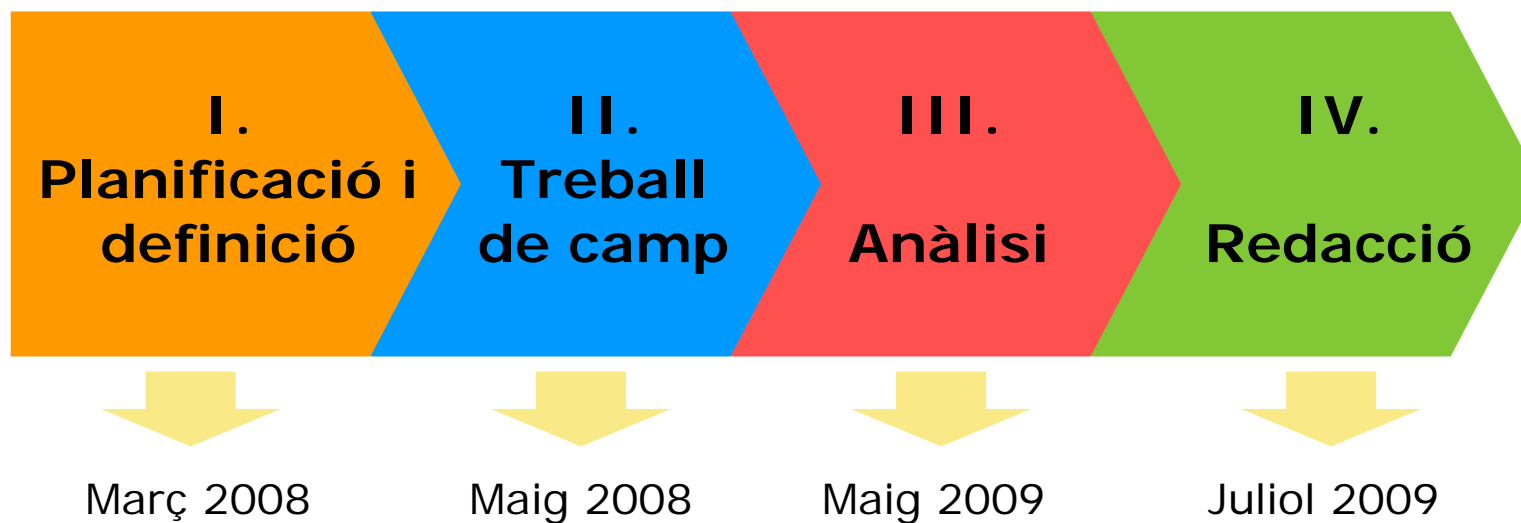 I.
Planificació i
definició
II.
Treball
de camp
III.
Anàlisi
IV.
Redacció
Març 2008
Maig 2008
Maig 2009
Juliol 2009